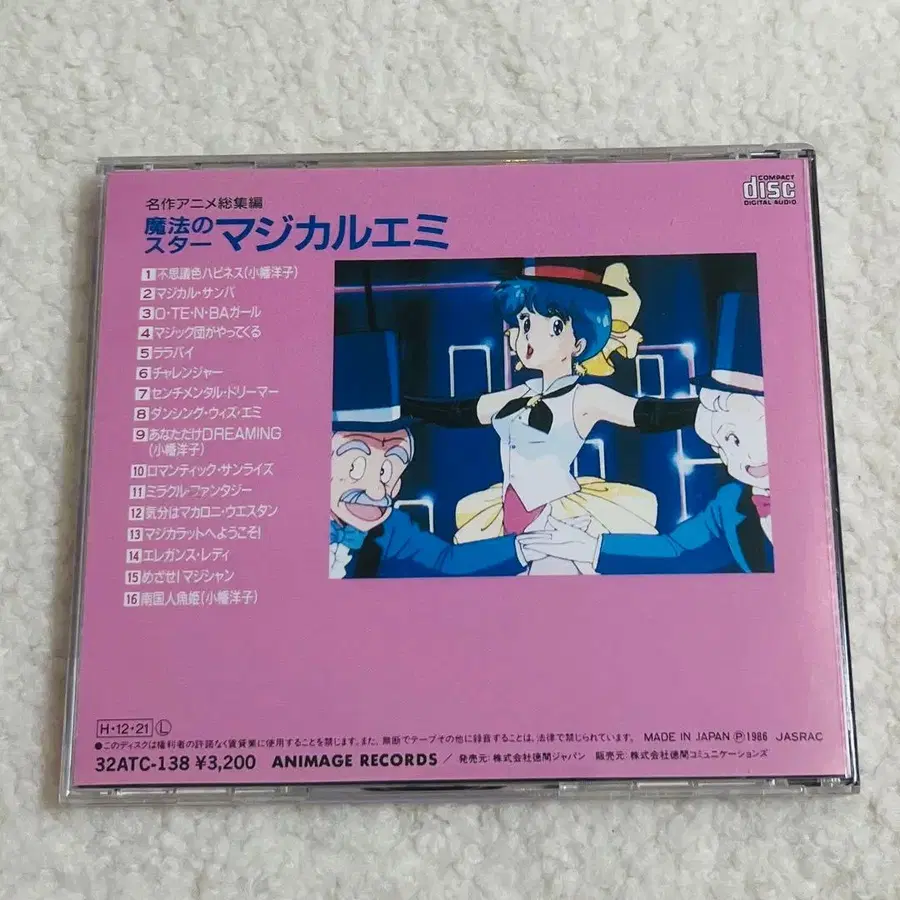 COMPACT
disc
DIGITAL AUDIO
名作アニメ総集編
魔法の
スター
マジカルエミ
1 不思議色ハピネス(小幡洋子)
2 マジカル・サンバ
3 O・TE・N・BAガール
4 マジック団がやってくる
5 ララバイ
6 チャレンジャー
7 センチメンタル・ドリーマー
8 ダンシング・ウィズ・エミ
9 あなただけDREAMING
(小幡洋子)
10 ロマンティック・サンライズ
11 ミラクル・ファンタジー
12 気分はマカロニ・ウエスタン
13 マジカラットへようこそ!
14 エレガンス・レディ
15 めざせ!マジシャン
16 南国人魚姫(小幡洋子)
H・12・21 Ⓛ
●このディスクは権利者の許諾なく賃貸業に使用することを禁じます。また、無断でテープその他に録音することは、法律で禁じられています。 MADE IN JAPAN Ⓟ1986 JASRAC
32ATC-138 ¥3,200 ANIMAGE RECORDS / 発売元: 株式会社徳間ジャパン 販売元: 株式会社徳間コミュニケーションズ